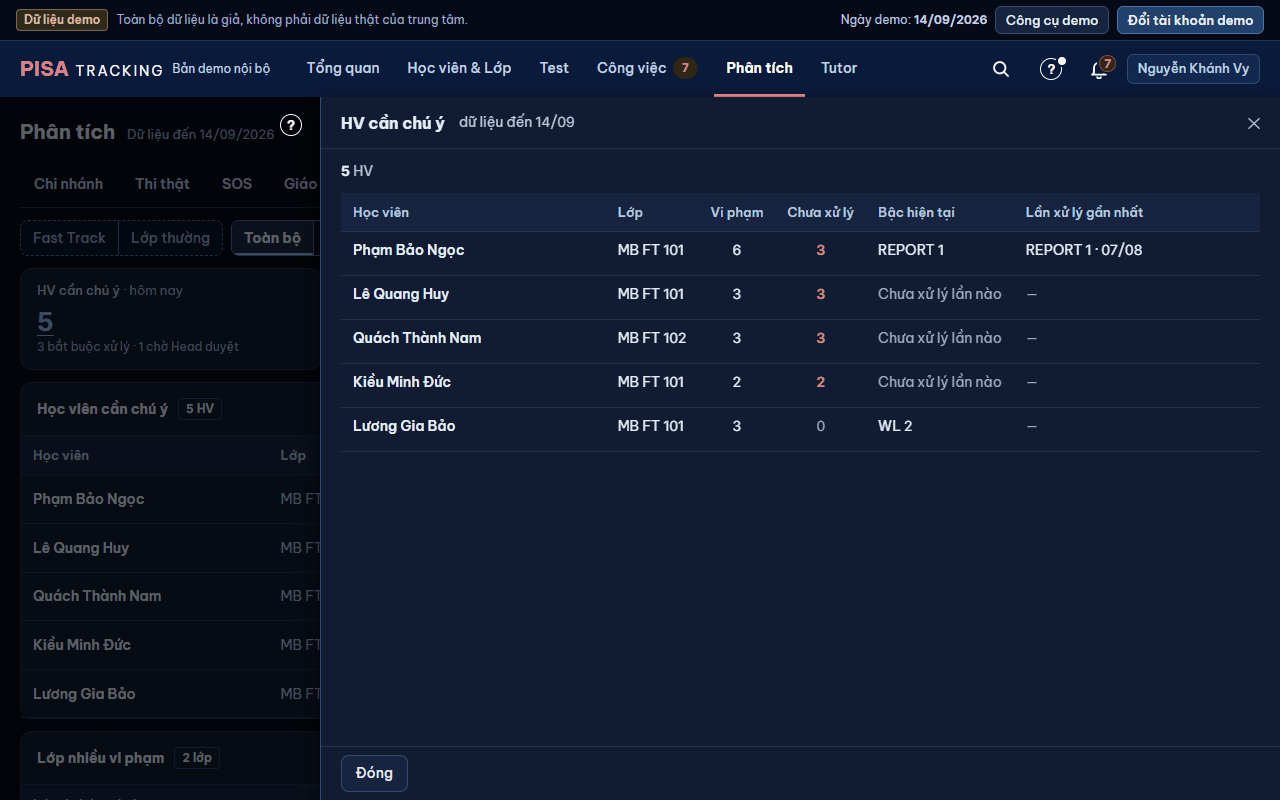 Dữ liệu demo Toàn bộ dữ liệu là giả, không phải dữ liệu thật của trung tâm. Ngày demo: 14/09/2026 Công cụ demo Đổi tài khoản demo
PISA TRACKING Bản demo nội bộ Tổng quan Học viên & Lớp Test Công việc 7 Phân tích Tutor ? 7 Nguyễn Khánh Vy
Phân tích Dữ liệu đến 14/09/2026 ?
Chi nhánh Thi thật SOS Giáo
Fast Track Lớp thường Toàn bộ
HV cần chú ý · hôm nay
5
3 bắt buộc xử lý · 1 chờ Head duyệt
Học viên cần chú ý 5 HV
Học viên Lớp
Phạm Bảo Ngọc MB FT
Lê Quang Huy MB FT
Quách Thành Nam MB FT
Kiều Minh Đức MB FT
Lương Gia Bảo MB FT
Lớp nhiều vi phạm 2 lớp
HV cần chú ý dữ liệu đến 14/09
5 HV
Học viên Lớp Vi phạm Chưa xử lý Bậc hiện tại Lần xử lý gần nhất
Phạm Bảo Ngọc MB FT 101 6 3 REPORT 1 REPORT 1 · 07/08
Lê Quang Huy MB FT 101 3 3 Chưa xử lý lần nào —
Quách Thành Nam MB FT 102 3 3 Chưa xử lý lần nào —
Kiều Minh Đức MB FT 101 2 2 Chưa xử lý lần nào —
Lương Gia Bảo MB FT 101 3 0 WL 2 —
Đóng